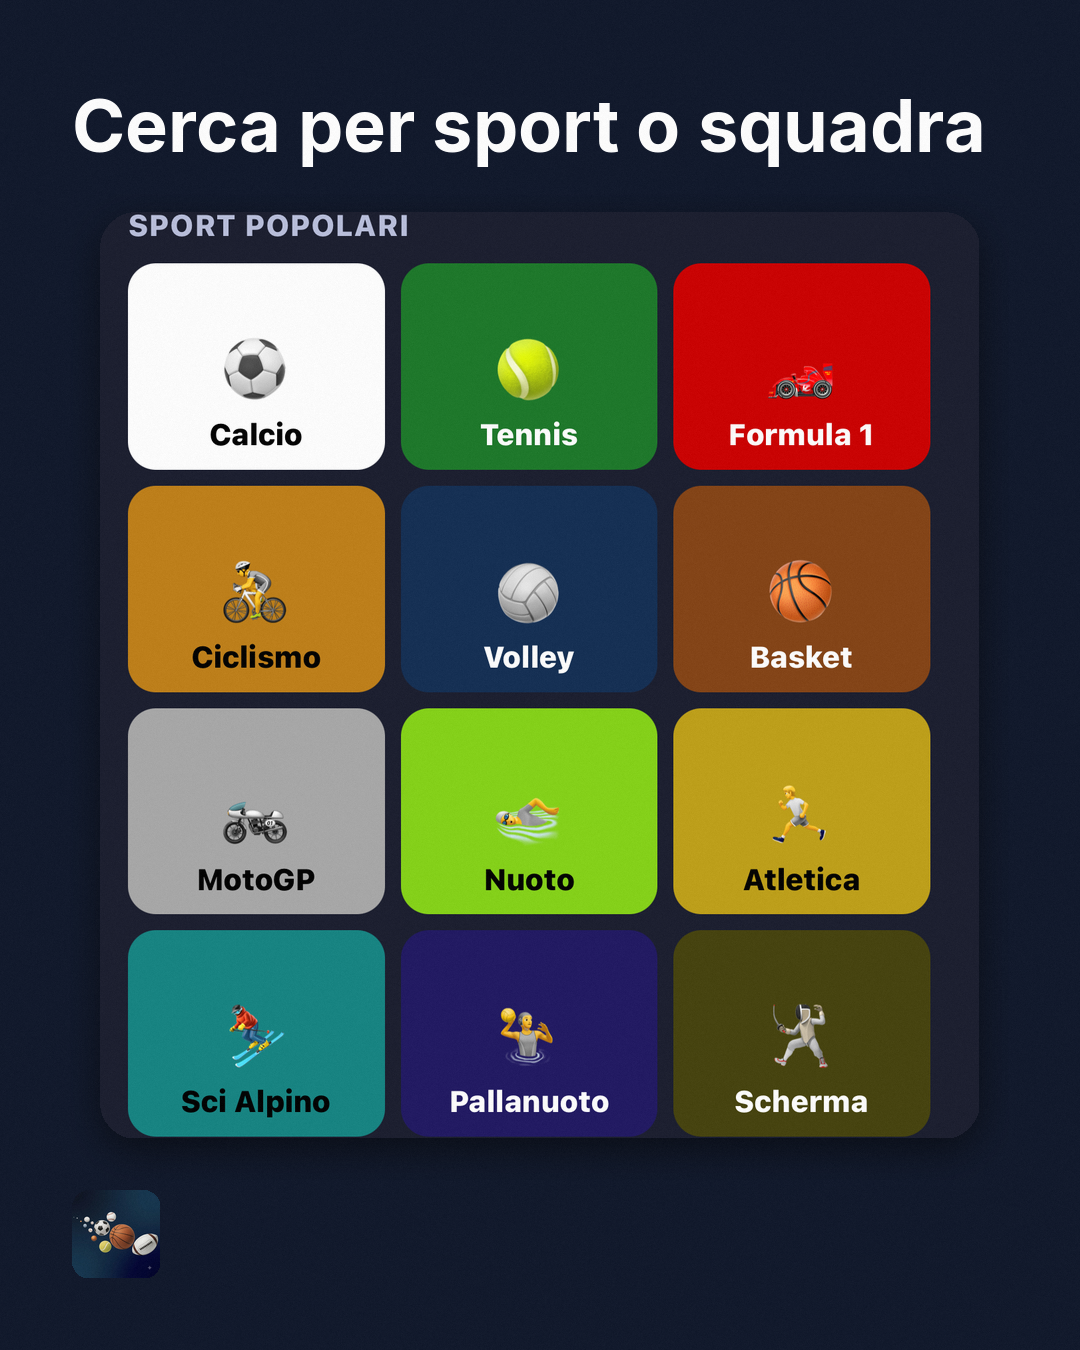 Cerca per sport o squadra
SPORT POPOLARI
Calcio
Tennis
Formula 1
Ciclismo
Volley
Basket
MotoGP
Nuoto
Atletica
Sci Alpino
Pallanuoto
Scherma